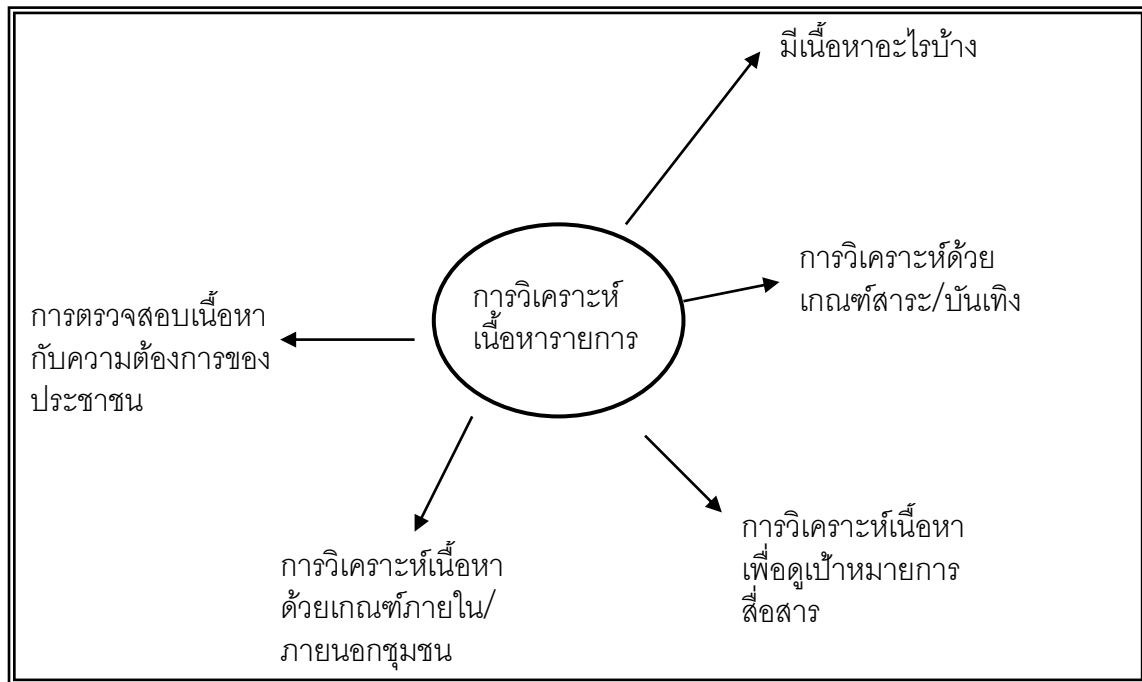 มีเนื้อหาอะไรบ้าง
การวิเคราะห์ด้วย
เกณฑ์สาระ/บันเทิง
การวิเคราะห์
เนื้อหารายการ
การตรวจสอบเนื้อหา
กับความต้องการของ
ประชาชน
การวิเคราะห์เนื้อหา
เพื่อดูเป้าหมายการ
สื่อสาร
การวิเคราะห์เนื้อหา
ด้วยเกณฑ์ภายใน/
ภายนอกชุมชน